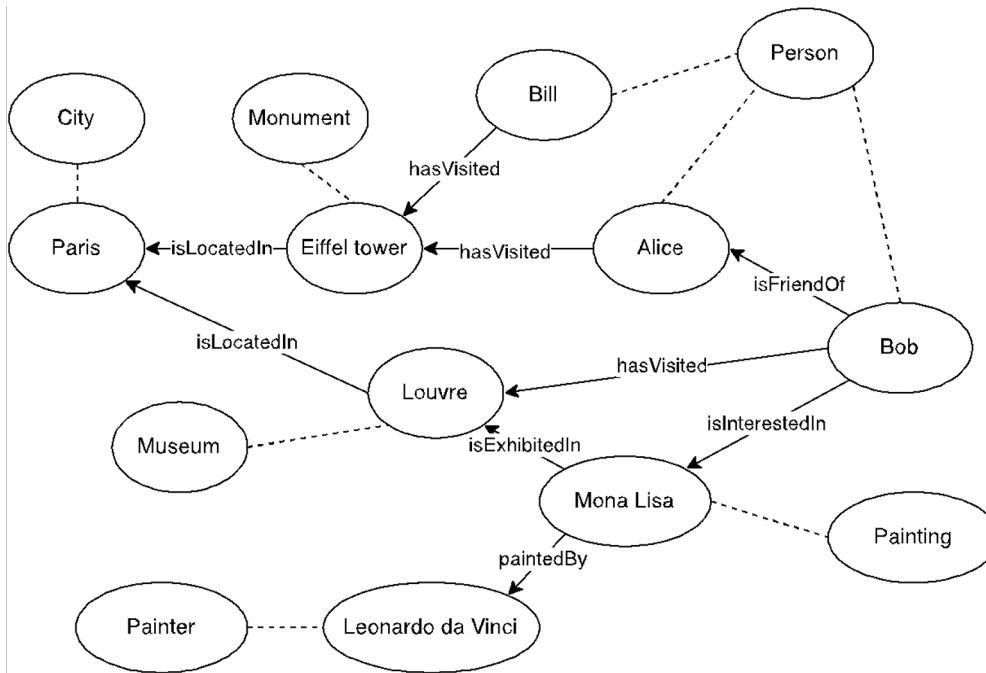 Person
Bill
City
Monument
hasVisited
Paris
isLocatedIn
Eiffel tower
hasVisited
Alice
isFriendOf
isLocatedIn
Bob
hasVisited
Louvre
isInterestedIn
Museum
isExhibitedIn
Mona Lisa
Painting
paintedBy
Painter
Leonardo da Vinci